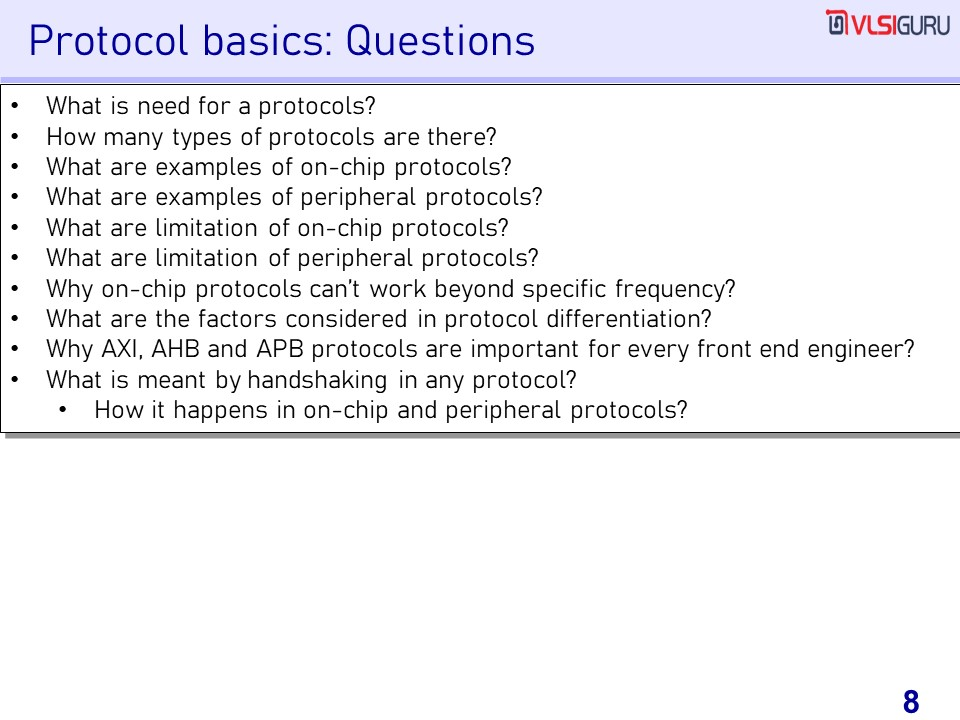 Protocol basics: Questions
VLSIGURU
• What is need for a protocols?
• How many types of protocols are there?
• What are examples of on-chip protocols?
• What are examples of peripheral protocols?
• What are limitation of on-chip protocols?
• What are limitation of peripheral protocols?
• Why on-chip protocols can't work beyond specific frequency?
• What are the factors considered in protocol differentiation?
• Why AXI, AHB and APB protocols are important for every front end engineer?
• What is meant by handshaking in any protocol?
• How it happens in on-chip and peripheral protocols?
8